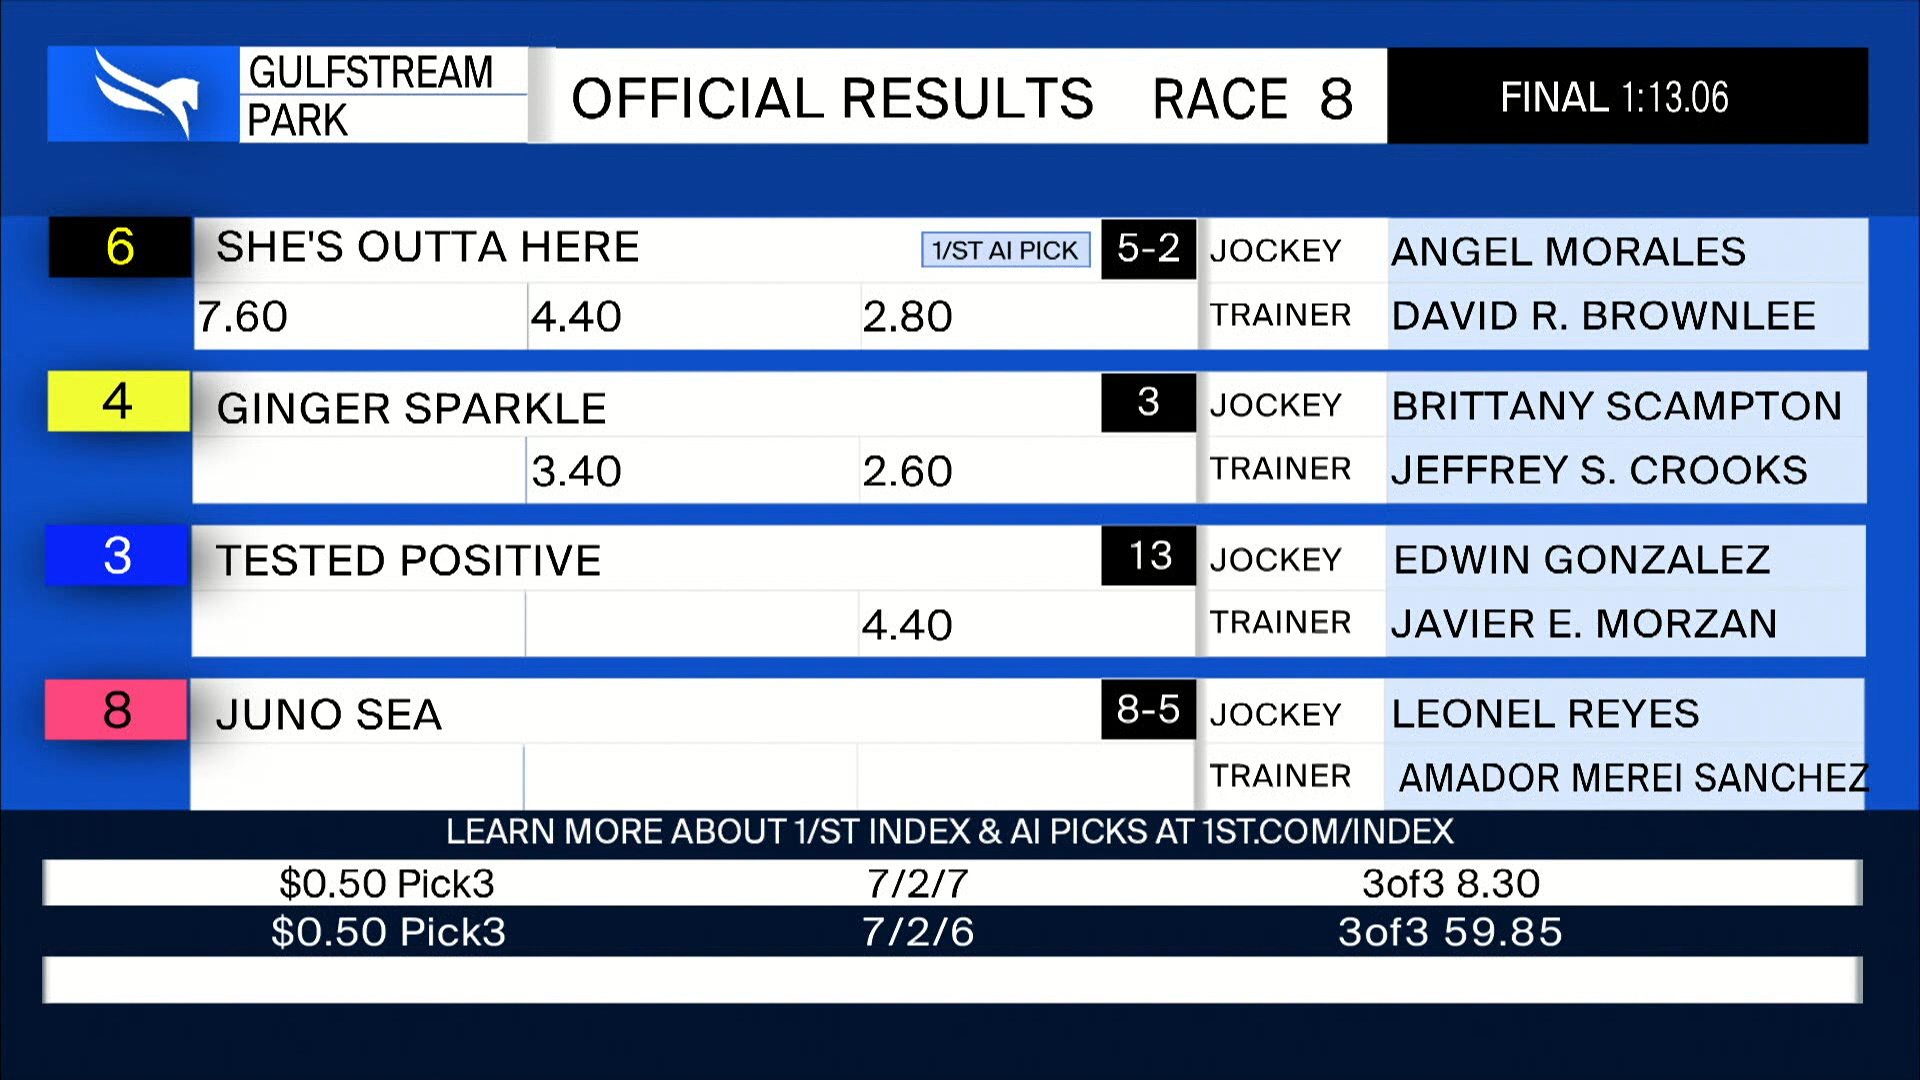 GULFSTREAM
PARK
OFFICIAL RESULTS RACE 8
FINAL 1:13.06
6 SHE'S OUTTA HERE 1/ST AI PICK 5-2 JOCKEY ANGEL MORALES
7.60 4.40 2.80 TRAINER DAVID R. BROWNLEE
4 GINGER SPARKLE 3 JOCKEY BRITTANY SCAMPTON
3.40 2.60 TRAINER JEFFREY S. CROOKS
3 TESTED POSITIVE 13 JOCKEY EDWIN GONZALEZ
4.40 TRAINER JAVIER E. MORZAN
8 JUNO SEA 8-5 JOCKEY LEONEL REYES
TRAINER AMADOR MEREI SANCHEZ
LEARN MORE ABOUT 1/ST INDEX & AI PICKS AT 1ST.COM/INDEX
$0.50 Pick3 7/2/7 3of3 8.30
$0.50 Pick3 7/2/6 3of3 59.85